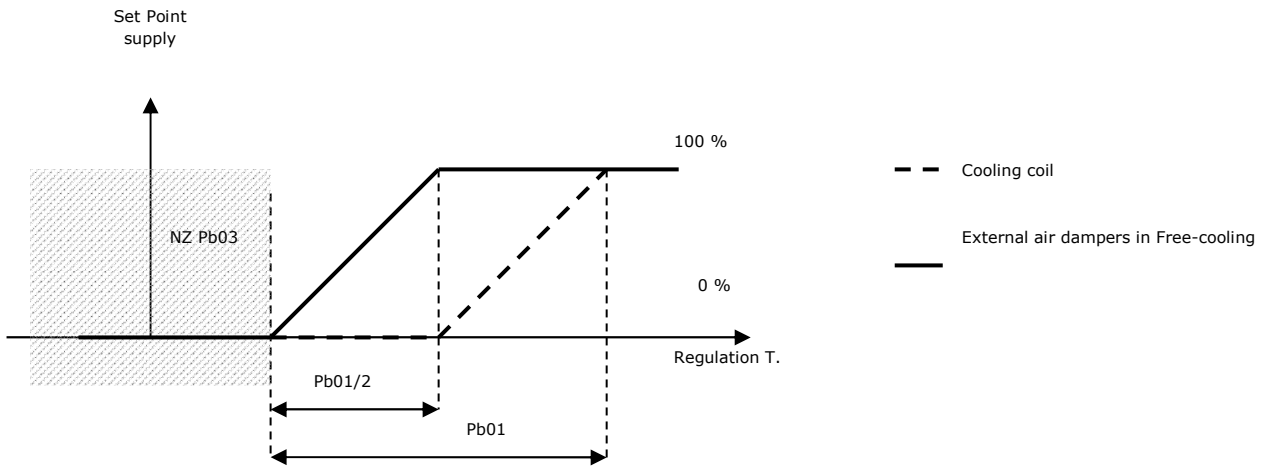 Set Point
supply
100 %
Cooling coil
NZ Pb03
External air dampers in Free-cooling
0 %
Regulation T.
Pb01/2
Pb01